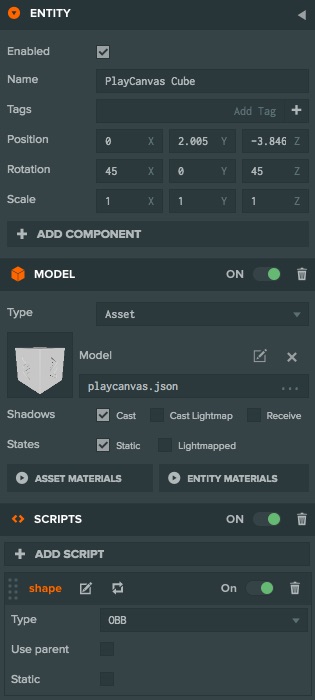 ENTITY
Enabled
Name PlayCanvas Cube
Tags Add Tag +
Position 0 X 2.005 Y -3.846 Z
Rotation 45 X 0 Y 45 Z
Scale 1 X 1 Y 1 Z
+ ADD COMPONENT
MODEL ON
Type Asset
Model
playcanvas.json ...
Shadows Cast Cast Lightmap Receive
States Static Lightmapped
ASSET MATERIALS ENTITY MATERIALS
SCRIPTS ON
+ ADD SCRIPT
shape On
Type OBB
Use parent
Static